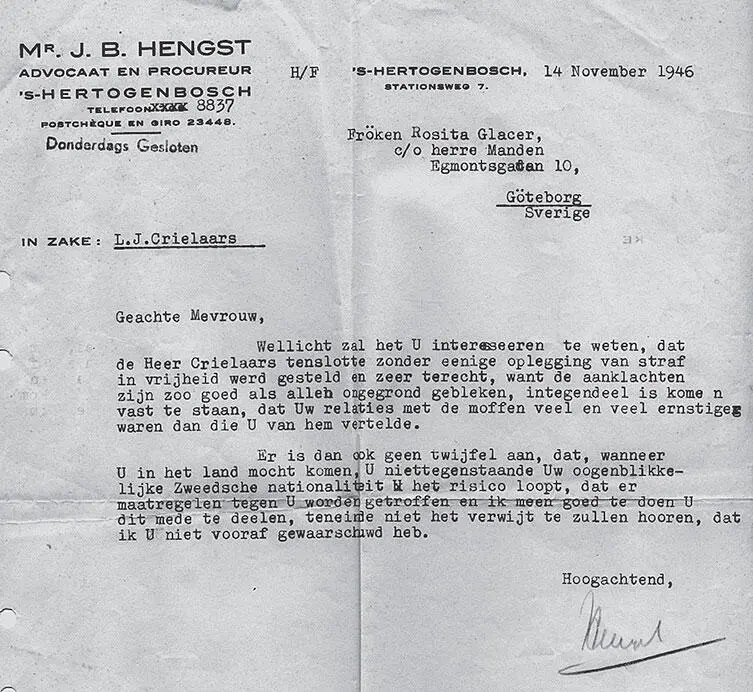 MR. J. B. HENGST
ADVOCAAT EN PROCUREUR
'S-HERTOGENBOSCH
TELEFOON xxxx 8837
POSTCHÈQUE EN GIRO 23448.
Donderdags Gesloten
H/F 'S-HERTOGENBOSCH, 14 November 1946
STATIONSWEG 7.
Fröken Rosita Glacer,
c/o herre Manden
Egmontsgatan 10,
Göteborg
Sverige
IN ZAKE: L.J.Crielaars
Geachte Mevrouw,
Wellicht zal het U interesseeren te weten, dat
de Heer Crielaars tenslotte zonder eenige oplegging van straf
in vrijheid werd gesteld en zeer terecht, want de aanklachten
zijn zoo goed als allen ongegrond gebleken, integendeel is kome n
vast te staan, dat Uw relaties met de moffen veel en veel ernstiger
waren dan die U van hem vertelde.
Er is dan ook geen twijfel aan, dat, wanneer
U in het land mocht komen, U niettegenstaande Uw oogenblikke-
lijke Zweedsche nationaliteit U het risico loopt, dat er
maatregelen tegen U worden getroffen en ik meen goed te doen U
dit mede te deelen, teneinde niet het verwijt te zullen hooren, dat
ik U niet vooraf gewaarschuwd heb.
Hoogachtend,